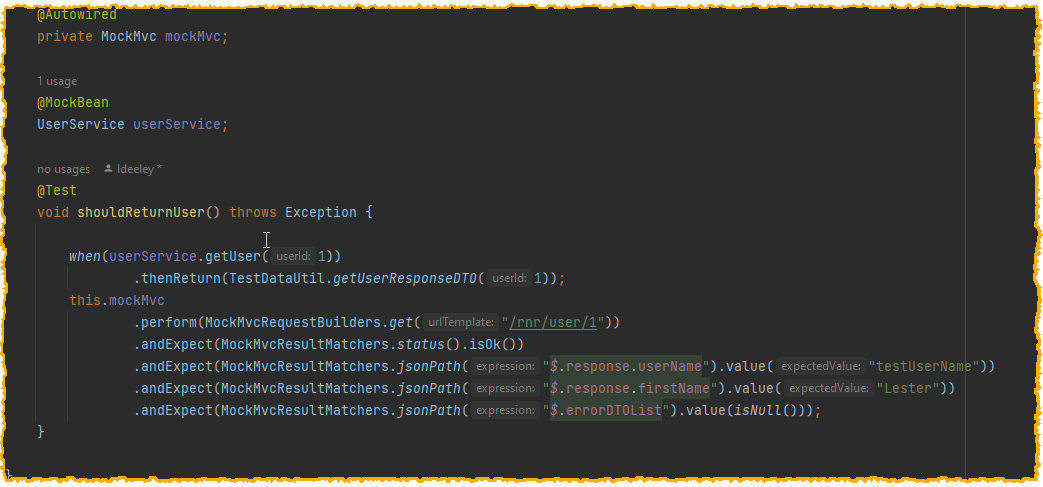 @Autowired
private MockMvc mockMvc;
1 usage
@MockBean
UserService userService;
no usages ldeeley *
@Test
void shouldReturnUser() throws Exception {
when(userService.getUser( userId: 1))
.thenReturn(TestDataUtil.getUserResponseDTO( userId: 1));
this.mockMvc
.perform(MockMvcRequestBuilders.get( urlTemplate: "/rnr/user/1"))
.andExpect(MockMvcResultMatchers.status().isOk())
.andExpect(MockMvcResultMatchers.jsonPath( expression: "$.response.userName").value( expectedValue: "testUserName"))
.andExpect(MockMvcResultMatchers.jsonPath( expression: "$.response.firstName").value( expectedValue: "Lester"))
.andExpect(MockMvcResultMatchers.jsonPath( expression: "$.errorDTOList").value(isNull()));
}
}